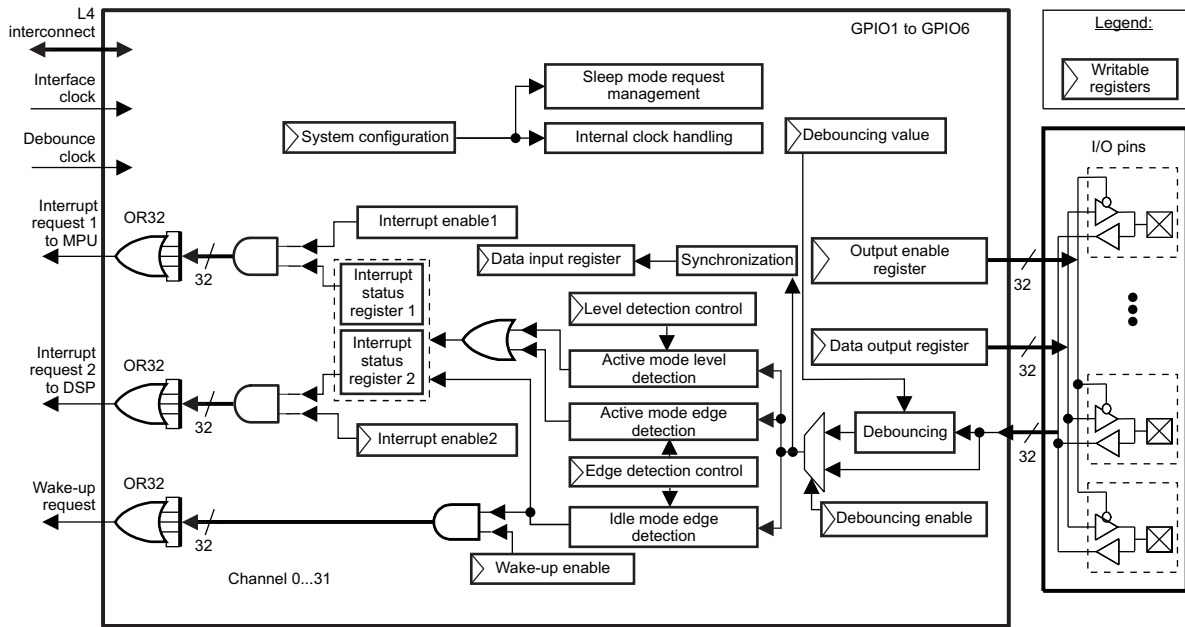 L4
interconnect
GPIO1 to GPIO6
Legend:
Writable
registers
Interface
clock
Debounce
clock
Sleep mode request
management
System configuration
Internal clock handling
Debouncing value
I/O pins
Interrupt
request 1
to MPU
OR32
32
Interrupt enable1
Interrupt
status
register 1
Data input register
Synchronization
Output enable
register
32
Level detection control
Interrupt
request 2
to DSP
OR32
32
Interrupt
status
register 2
Active mode level
detection
Data output register
32
Active mode edge
detection
Debouncing
32
Interrupt enable2
Edge detection control
Wake-up
request
OR32
32
Idle mode edge
detection
Debouncing enable
Wake-up enable
Channel 0...31